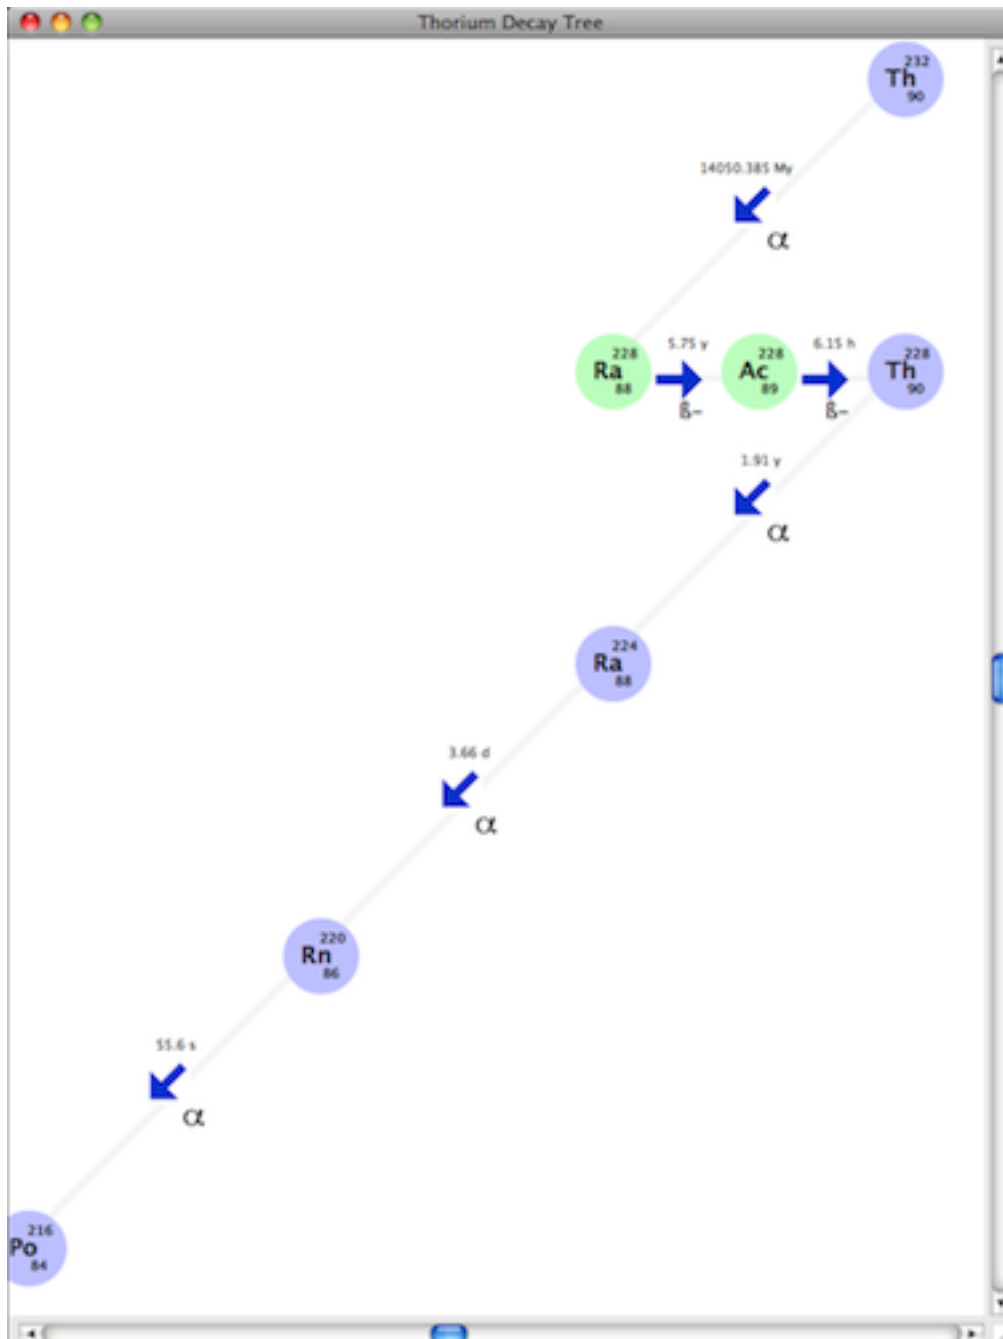 Thorium Decay Tree
232
Th
90
14050.385 My
α
5.75 y
6.15 h
228
Ra
88
228
Ac
89
228
Th
90
ß–
ß–
1.91 y
α
224
Ra
88
3.66 d
α
220
Rn
86
55.6 s
α
216
Po
84